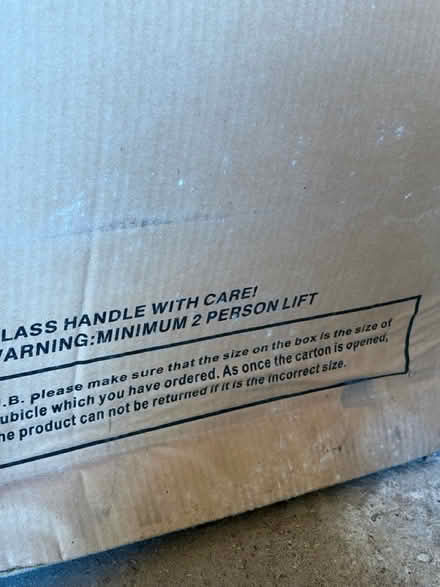 LASS HANDLE WITH CARE!
ARNING:MINIMUM 2 PERSON LIFT
.B. please make sure that the size on the box is the size of
ubicle which you have ordered. As once the carton is opened,
he product can not be returned if it is the incorrect size.